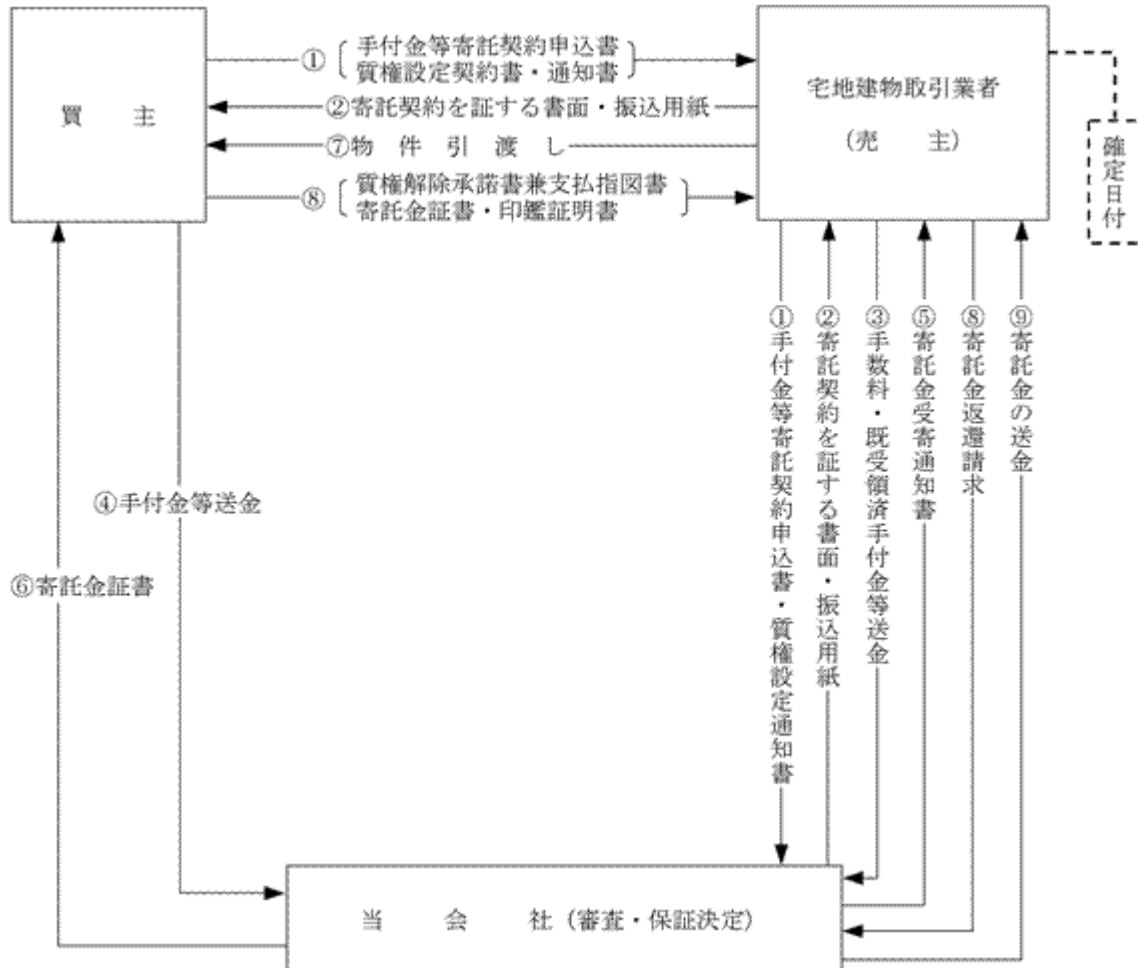 ① 手付金等寄託契約申込書
質権設定契約書・通知書
②寄託契約を証する書面・振込用紙
⑦物件引渡し
⑧ 質権解除承諾書兼支払指図書
寄託金証書・印鑑証明書
買主
宅地建物取引業者
(売主)
確定日付
①手付金等寄託契約申込書・質権設定通知書
②寄託契約を証する書面・振込用紙
③手数料・既受領済手付金等送金
⑤寄託金受寄通知書
⑧寄託金返還請求
⑨寄託金の送金
④手付金等送金
⑥寄託金証書
当会社(審査・保証決定)